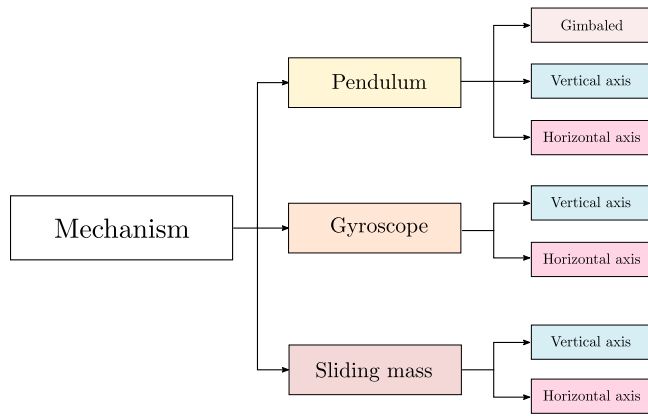 Mechanism
Pendulum
Gimbaled
Vertical axis
Horizontal axis
Gyroscope
Vertical axis
Horizontal axis
Sliding mass
Vertical axis
Horizontal axis